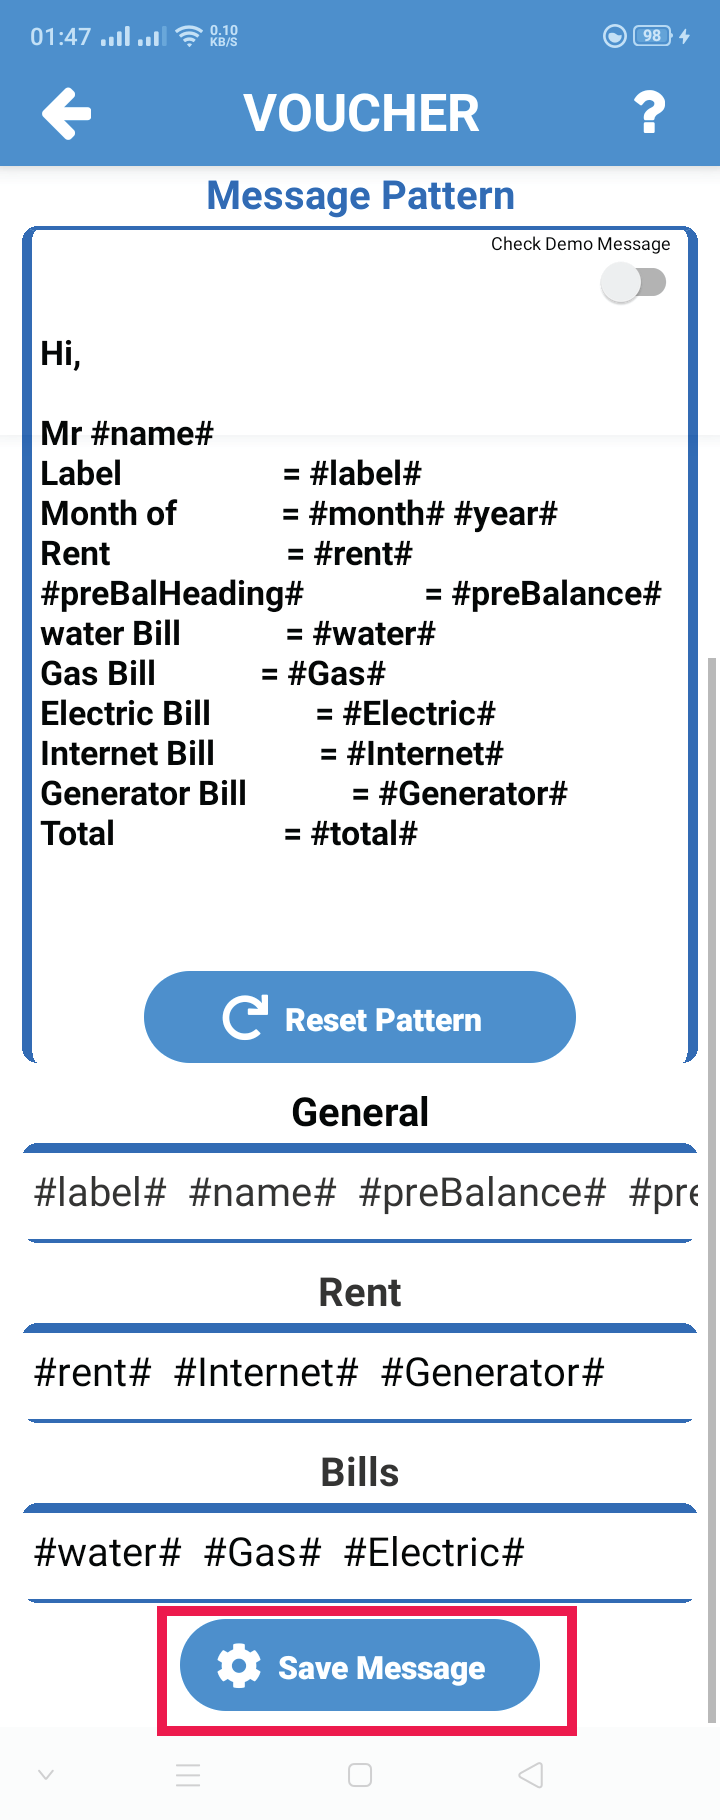 01:47 0.10 KB/S 98
VOUCHER ?
Message Pattern
Check Demo Message
Hi,
Mr #name#
Label = #label#
Month of = #month# #year#
Rent = #rent#
#preBalHeading# = #preBalance#
water Bill = #water#
Gas Bill = #Gas#
Electric Bill = #Electric#
Internet Bill = #Internet#
Generator Bill = #Generator#
Total = #total#
Reset Pattern
General
#label# #name# #preBalance# #pre
Rent
#rent# #Internet# #Generator#
Bills
#water# #Gas# #Electric#
Save Message